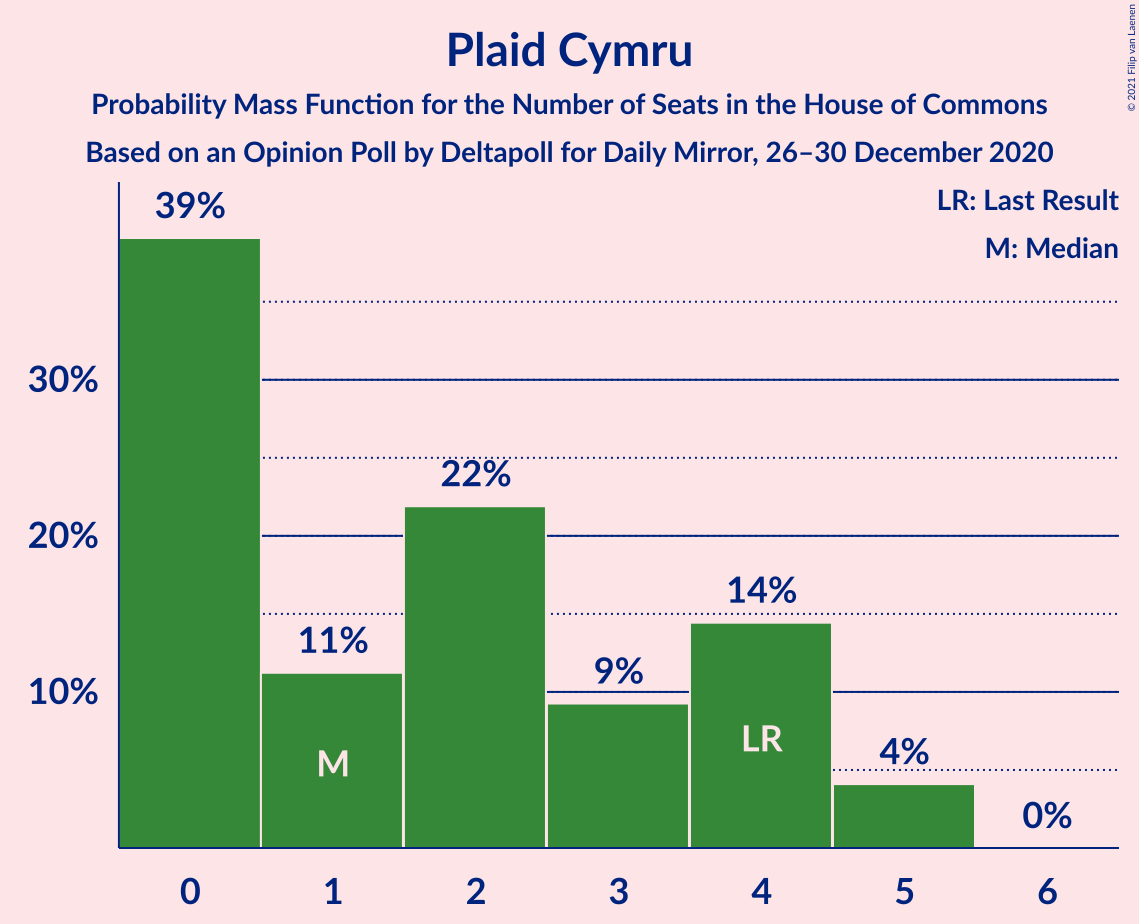 Plaid Cymru
Probability Mass Function for the Number of Seats in the House of Commons
Based on an Opinion Poll by Deltapoll for Daily Mirror, 26–30 December 2020
© 2021 Filip van Laenen
LR: Last Result
M: Median
39%
30%
22%
20%
14%
11%
9%
10%
LR
M
4%
0%
0 1 2 3 4 5 6